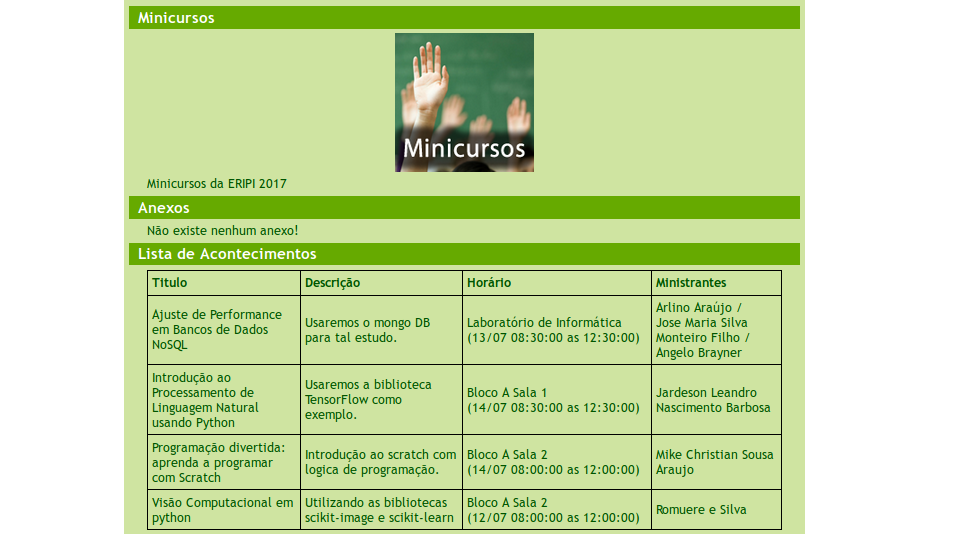 Minicursos
Minicursos
Minicursos da ERIPI 2017
Anexos
Não existe nenhum anexo!
Lista de Acontecimentos
Titulo Descrição Horário Ministrantes
Ajuste de Performance
em Bancos de Dados
NoSQL
Usaremos o mongo DB
para tal estudo.
Laboratório de Informática
(13/07 08:30:00 as 12:30:00)
Arlino Araújo /
Jose Maria Silva
Monteiro Filho /
Angelo Brayner
Introdução ao
Processamento de
Linguagem Natural
usando Python
Usaremos a biblioteca
TensorFlow como
exemplo.
Bloco A Sala 1
(14/07 08:30:00 as 12:30:00)
Jardeson Leandro
Nascimento Barbosa
Programação divertida:
aprenda a programar
com Scratch
Introdução ao scratch com
logica de programação.
Bloco A Sala 2
(14/07 08:00:00 as 12:00:00)
Mike Christian Sousa
Araujo
Visão Computacional em
python
Utilizando as bibliotecas
scikit-image e scikit-learn
Bloco A Sala 2
(12/07 08:00:00 as 12:00:00)
Romuere e Silva